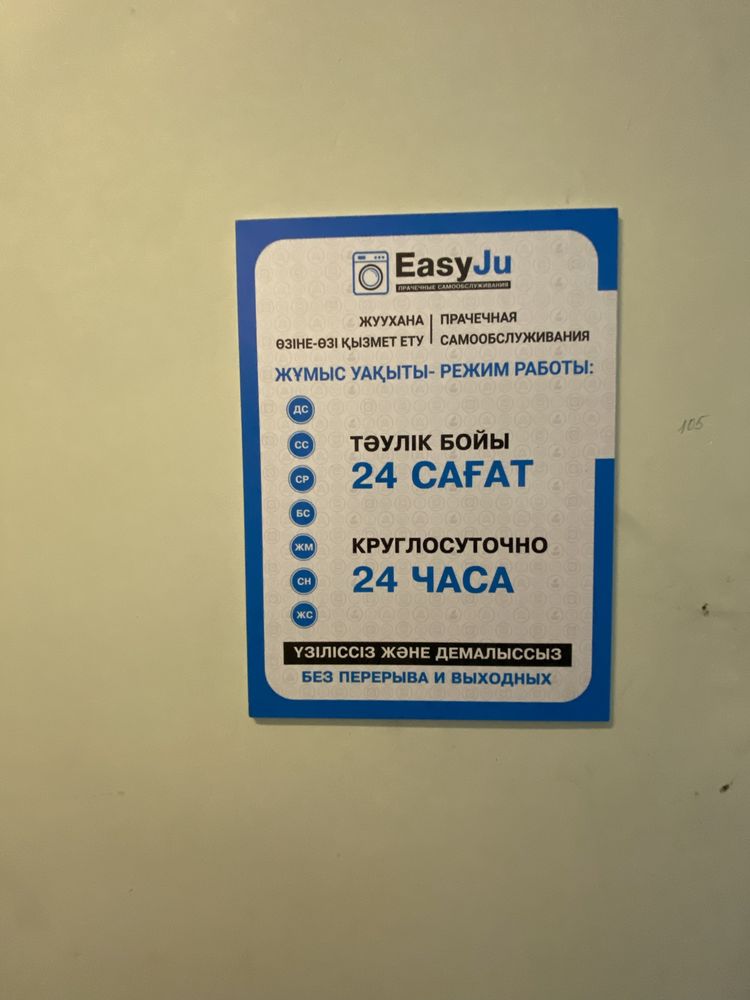 EasyJu
ПРАЧЕЧНЫЕ САМООБСЛУЖИВАНИЯ
ЖУУХАНА
ӨЗІНЕ-ӨЗІ ҚЫЗМЕТ ЕТУ
ПРАЧЕЧНАЯ
САМООБСЛУЖИВАНИЯ
ЖҰМЫС УАҚЫТЫ- РЕЖИМ РАБОТЫ:
ДС
СС
СР
БС
ЖМ
СН
ЖС
ТӘУЛІК БОЙЫ
24 САҒАТ
КРУГЛОСУТОЧНО
24 ЧАСА
ҮЗІЛІССІЗ ЖӘНЕ ДЕМАЛЫССЫЗ
БЕЗ ПЕРЕРЫВА И ВЫХОДНЫХ
105